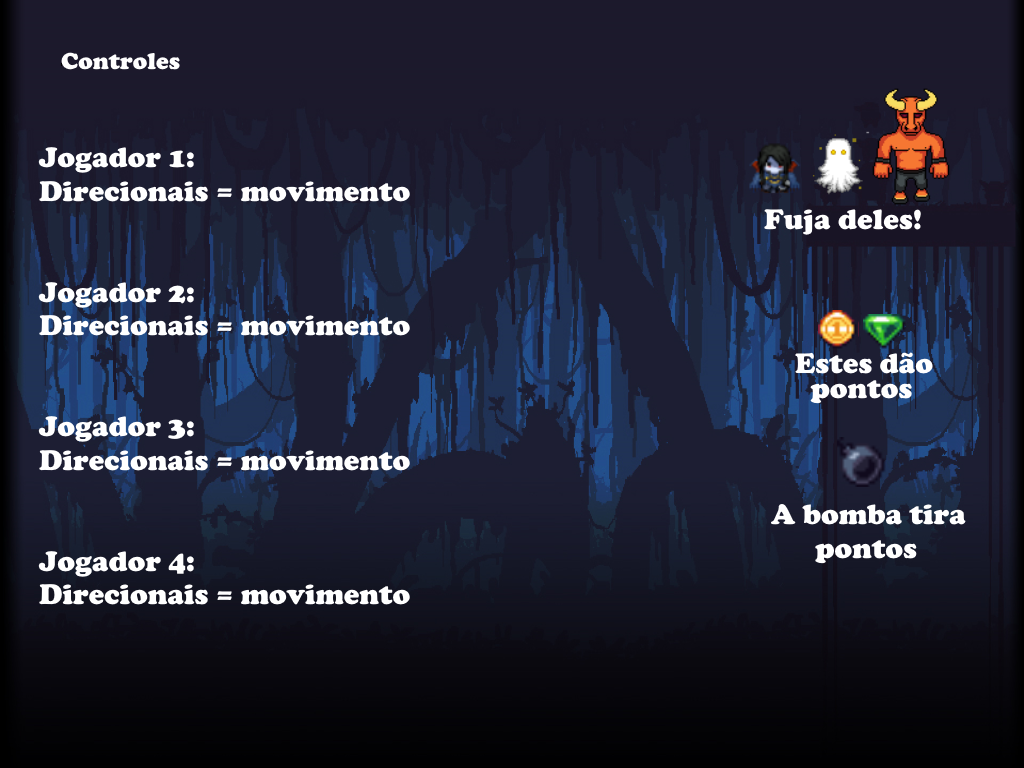 Controles
Jogador 1:
Direcionais = movimento
Jogador 2:
Direcionais = movimento
Jogador 3:
Direcionais = movimento
Jogador 4:
Direcionais = movimento
Fuja deles!
Estes dão
pontos
A bomba tira
pontos